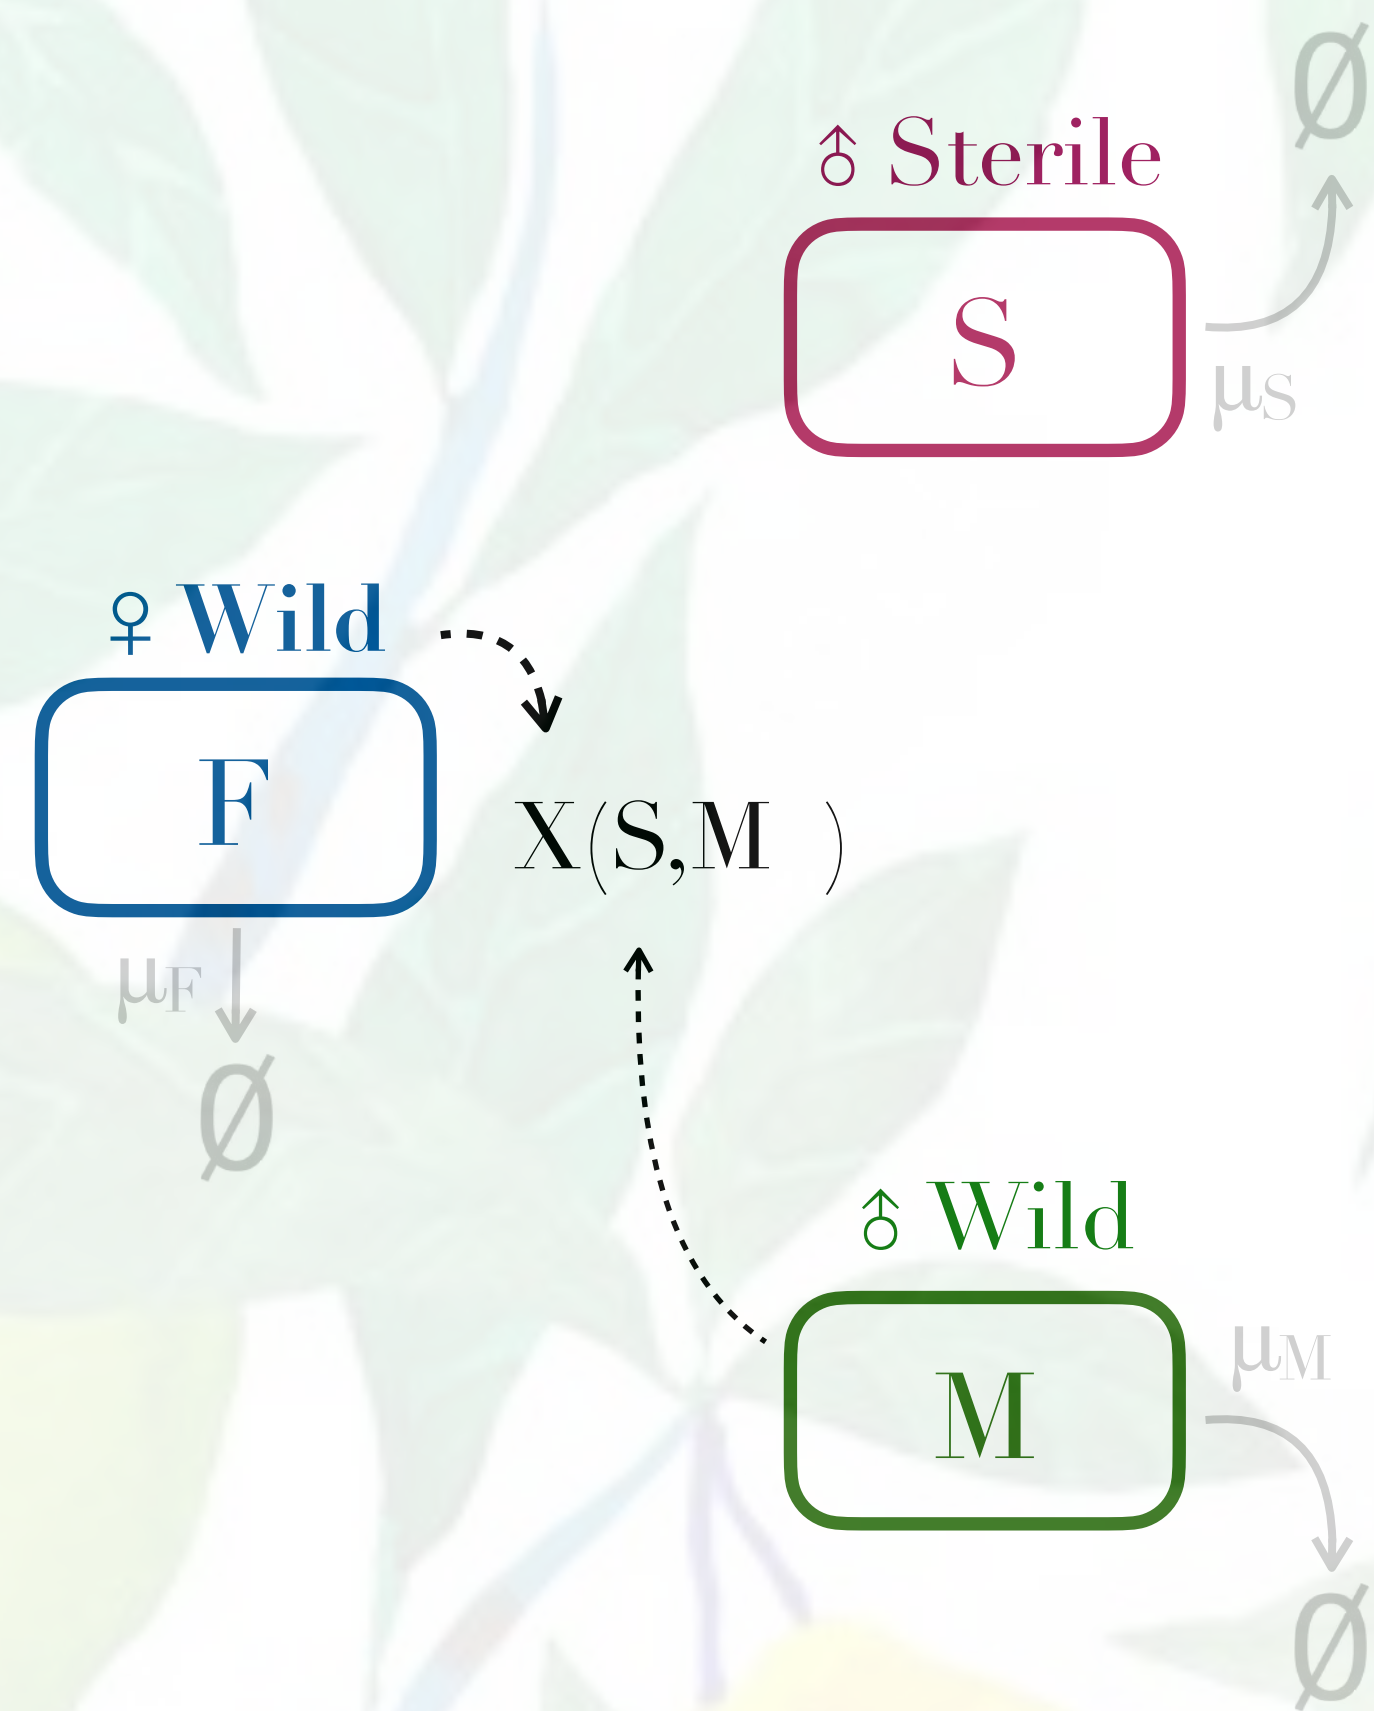 Ø
♂ Sterile
S
μS
♀ Wild
F
X(S,M )
μF
Ø
♂ Wild
M
μM
Ø